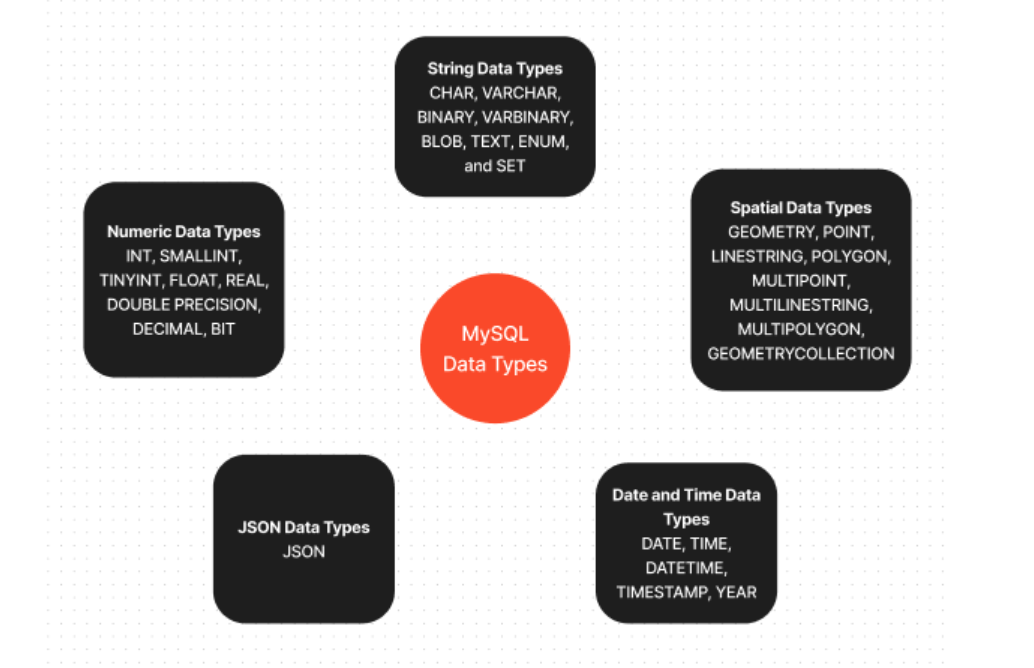 String Data Types
CHAR, VARCHAR,
BINARY, VARBINARY,
BLOB, TEXT, ENUM,
and SET
Numeric Data Types
INT, SMALLINT,
TINYINT, FLOAT, REAL,
DOUBLE PRECISION,
DECIMAL, BIT
Spatial Data Types
GEOMETRY, POINT,
LINESTRING, POLYGON,
MULTIPOINT,
MULTILINESTRING,
MULTIPOLYGON,
GEOMETRYCOLLECTION
MySQL
Data Types
JSON Data Types
JSON
Date and Time Data
Types
DATE, TIME,
DATETIME,
TIMESTAMP, YEAR